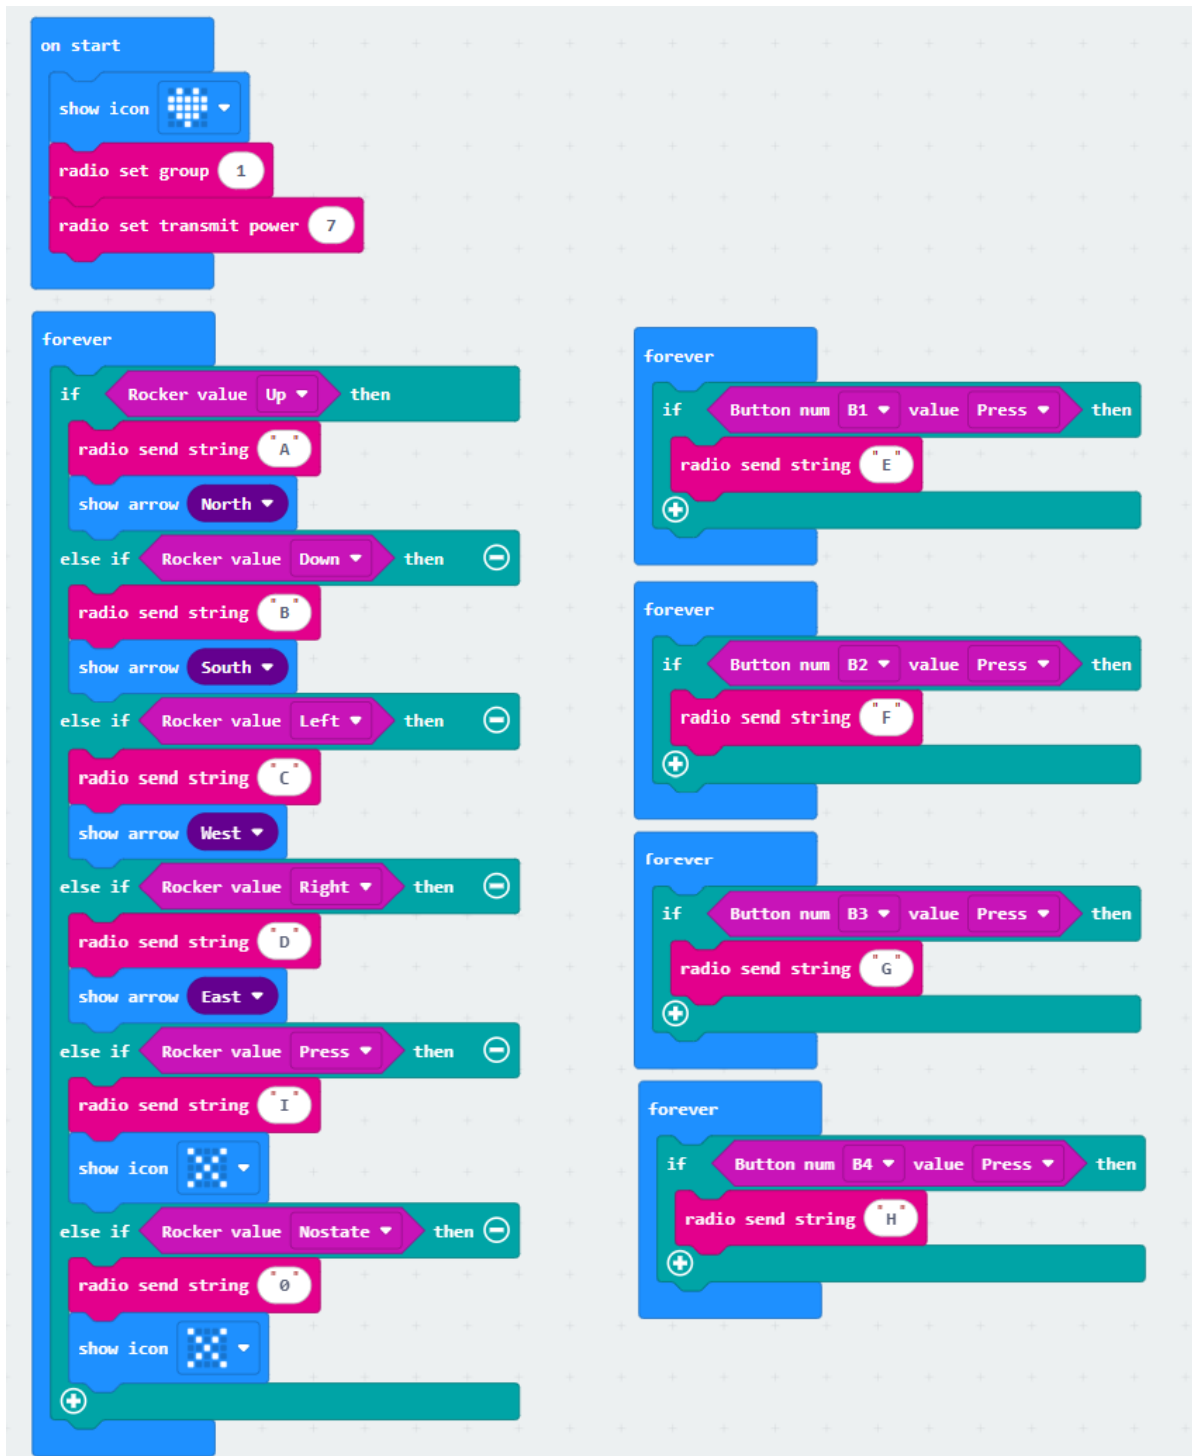 on start
show icon
radio set group 1
radio set transmit power 7
forever
if Rocker value Up then
radio send string "A"
show arrow North
else if Rocker value Down then
radio send string "B"
show arrow South
else if Rocker value Left then
radio send string "C"
show arrow West
else if Rocker value Right then
radio send string "D"
show arrow East
else if Rocker value Press then
radio send string "I"
show icon
else if Rocker value Nostate then
radio send string "0"
show icon
forever
if Button num B1 value Press then
radio send string "E"
forever
if Button num B2 value Press then
radio send string "F"
forever
if Button num B3 value Press then
radio send string "G"
forever
if Button num B4 value Press then
radio send string "H"